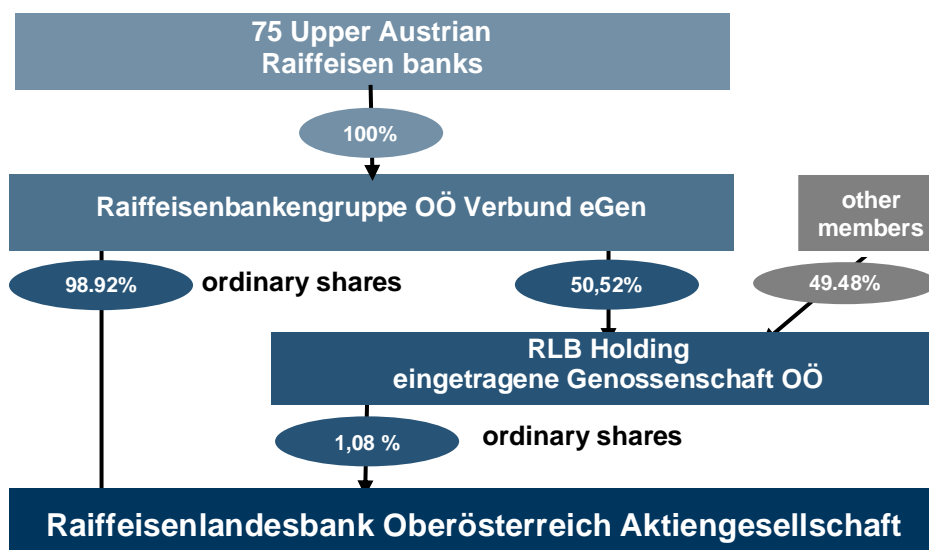 75 Upper Austrian
Raiffeisen banks
100%
Raiffeisenbankengruppe OÖ Verbund eGen
other
members
98.92%
ordinary shares
50,52%
49.48%
RLB Holding
eingetragene Genossenschaft OÖ
1,08 %
ordinary shares
Raiffeisenlandesbank Oberösterreich Aktiengesellschaft